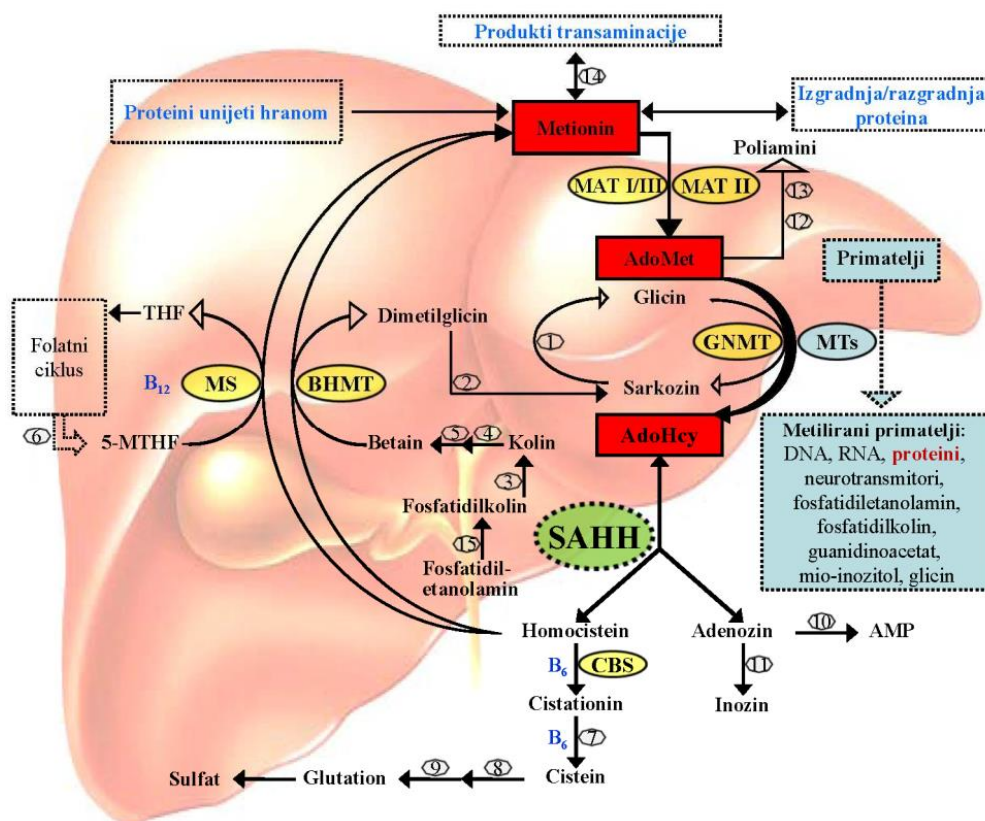 Produkti transaminacije
14
Proteini unijeti hranom
Metionin
Izgradnja/razgradnja
proteina
Poliamini
MAT I/III
MAT II
13
12
AdoMet
Primatelji
Glicin
THF
Dimetilglicin
1
GNMT
MTs
Folatni
ciklus
B12
MS
BHMT
2
Sarkozin
6
5-MTHF
Betain
5
4
Kolin
AdoHcy
Metilirani primatelji:
DNA, RNA, proteini,
neurotransmitori,
fosfatidiletanolamin,
fosfatidilkolin,
guanidinoacetat,
mio-inozitol, glicin
3
Fosfatidilkolin
15
SAHH
Fosfatidil-
etanolamin
Homocistein
Adenozin
10
AMP
B6
CBS
11
Cistationin
Inozin
B6
7
Sulfat
Glutation
9
8
Cistein